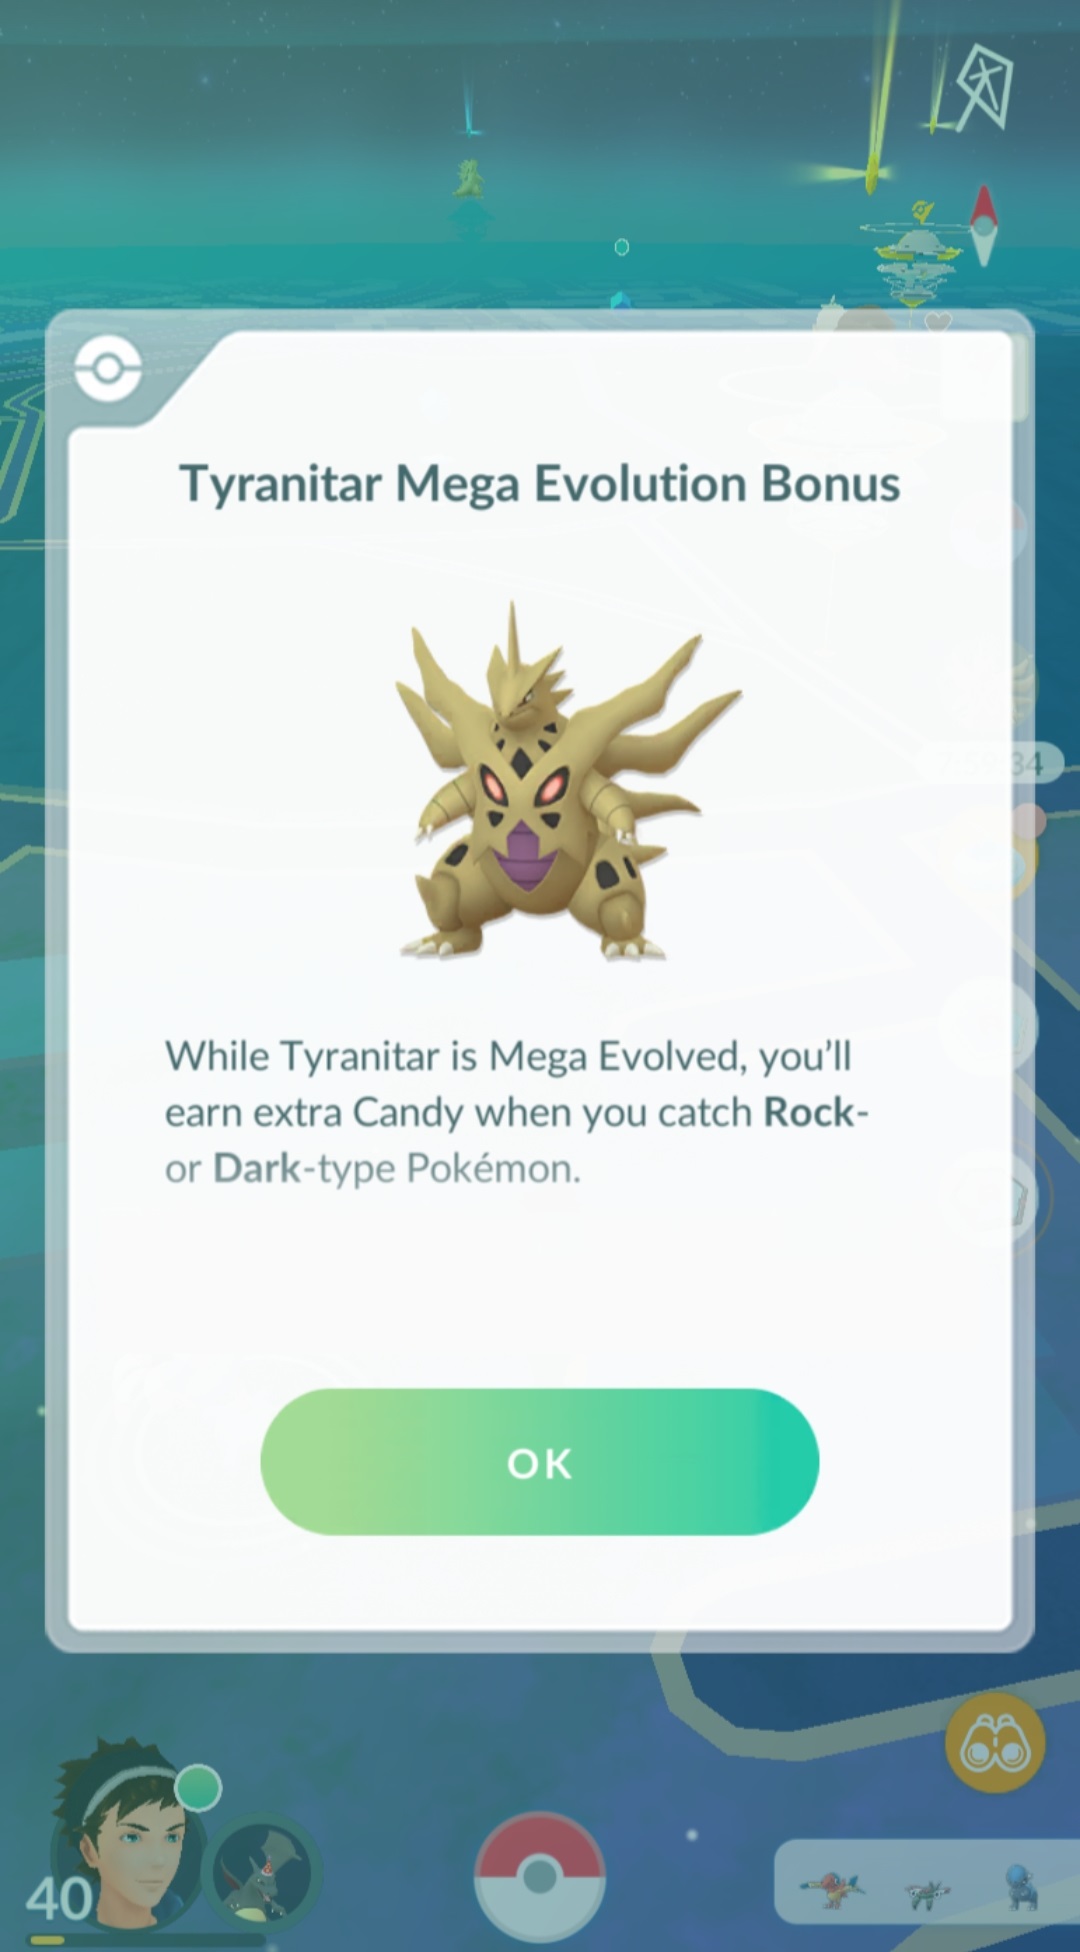 Tyranitar Mega Evolution Bonus
While Tyranitar is Mega Evolved, you’ll
earn extra Candy when you catch Rock-
or Dark-type Pokémon.
OK
40